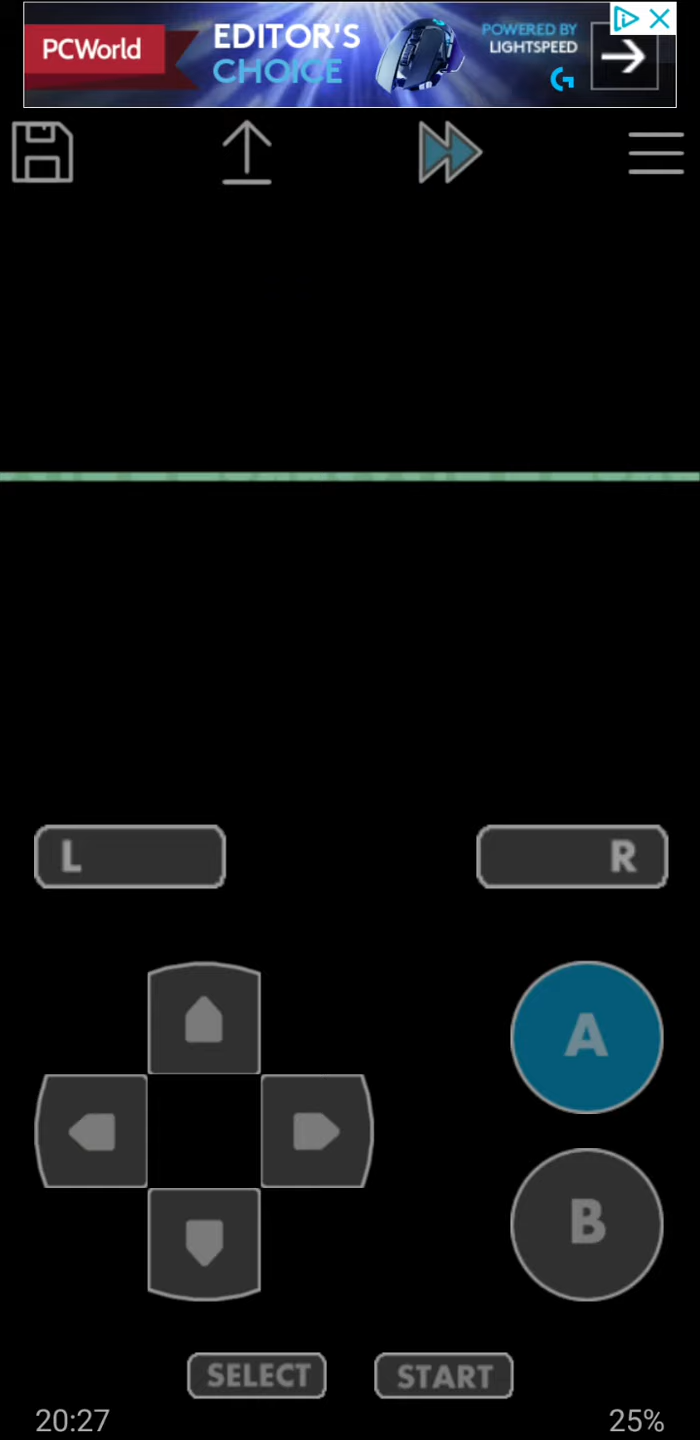 PCWorld
EDITOR'S
CHOICE
POWERED BY
LIGHTSPEED
L
R
A
B
SELECT
START
20:27
25%